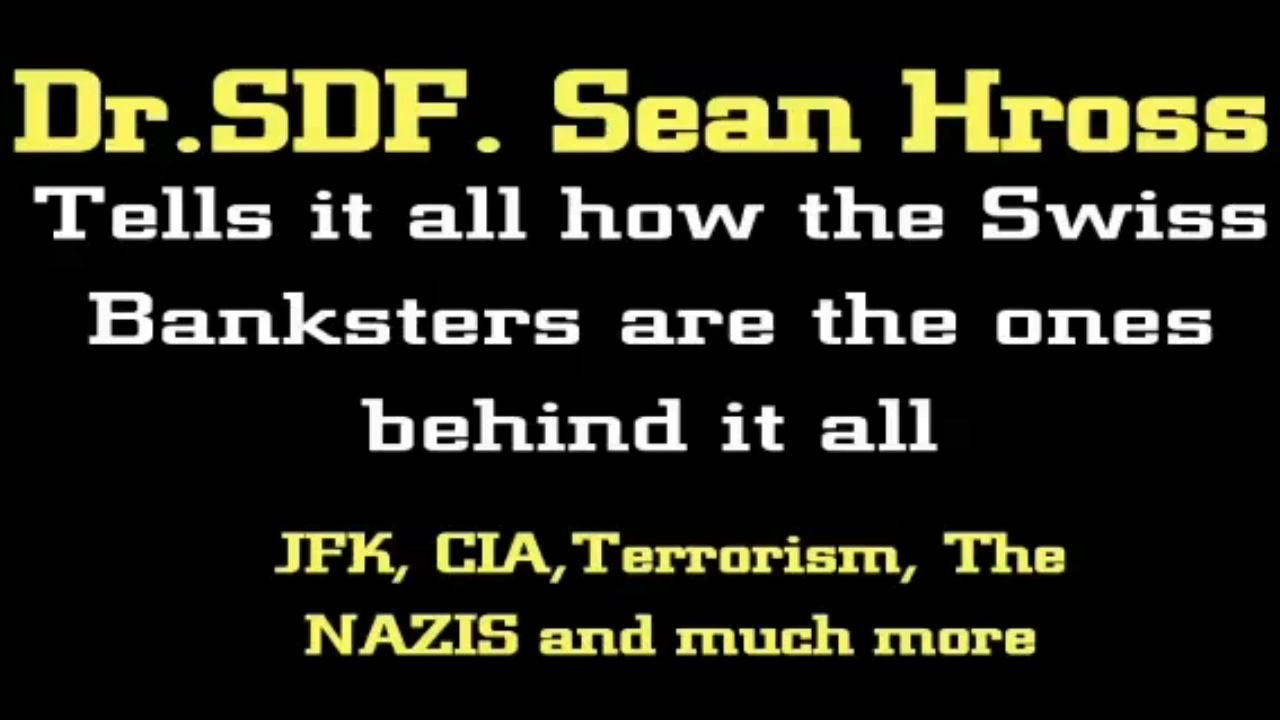 Dr.SDF. Sean Hross
Tells it all how the Swiss
Banksters are the ones
behind it all
JFK, CIA,Terrorism, The
NAZIS and much more